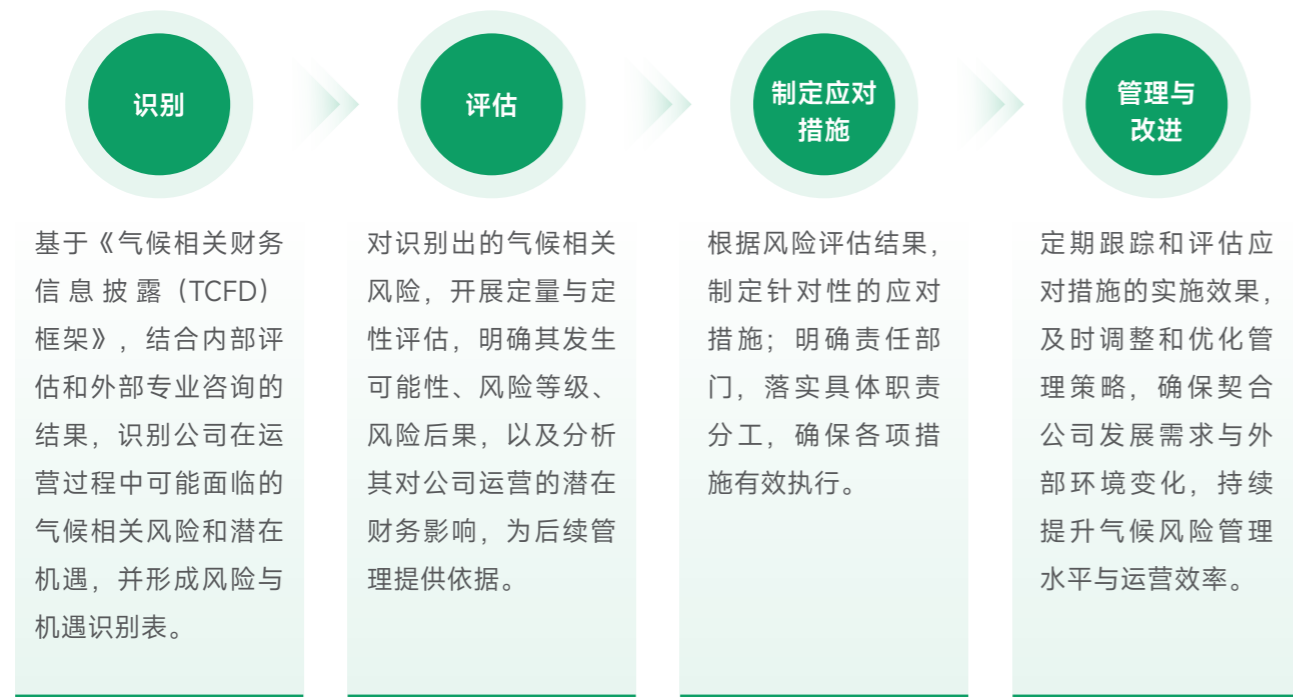 识别
基于《气候相关财务
信息披露（TCFD）
框架》，结合内部评
估和外部专业咨询的
结果，识别公司在运
营过程中可能面临的
气候相关风险和潜在
机遇，并形成风险与
机遇识别表。
评估
对识别出的气候相关
风险，开展定量与定
性评估，明确其发生
可能性、风险等级、
风险后果，以及分析
其对公司运营的潜在
财务影响，为后续管
理提供依据。
制定应对
措施
根据风险评估结果，
制定针对性的应对
措施；明确责任部
门，落实具体职责
分工，确保各项措
施有效执行。
管理与
改进
定期跟踪和评估应
对措施的实施效果，
及时调整和优化管
理策略，确保契合
公司发展需求与外
部环境变化，持续
提升气候风险管理
水平与运营效率。